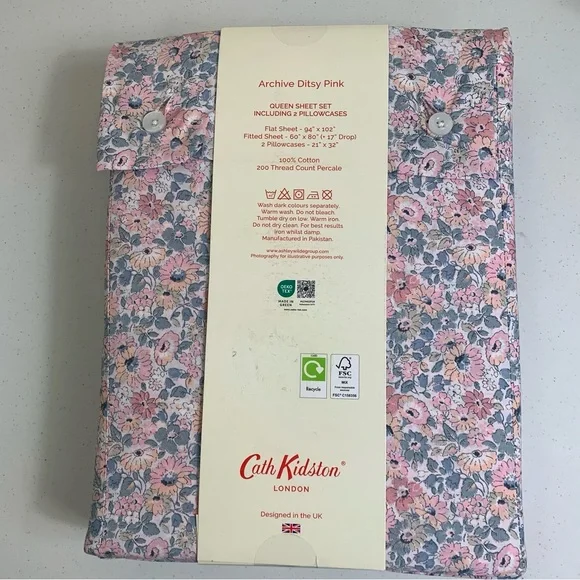 Archive Ditsy Pink
QUEEN SHEET SET
INCLUDING 2 PILLOWCASES
Flat Sheet - 94" x 102"
Fitted Sheet - 60" x 80" (+ 17" Drop)
2 Pillowcases - 21" x 32"
100% Cotton
200 Thread Count Percale
Wash dark colours separately.
Warm wash. Do not bleach.
Tumble dry on low. Warm iron.
Do not dry clean. For best results
iron whilst damp.
Manufactured in Pakistan.
www.ashleywildegroup.com
Photography for illustrative purposes only.
OEKO
TEX®
MADE IN
GREEN
Recycle
FSC
MIX
Cath Kidston®
LONDON
Designed in the UK